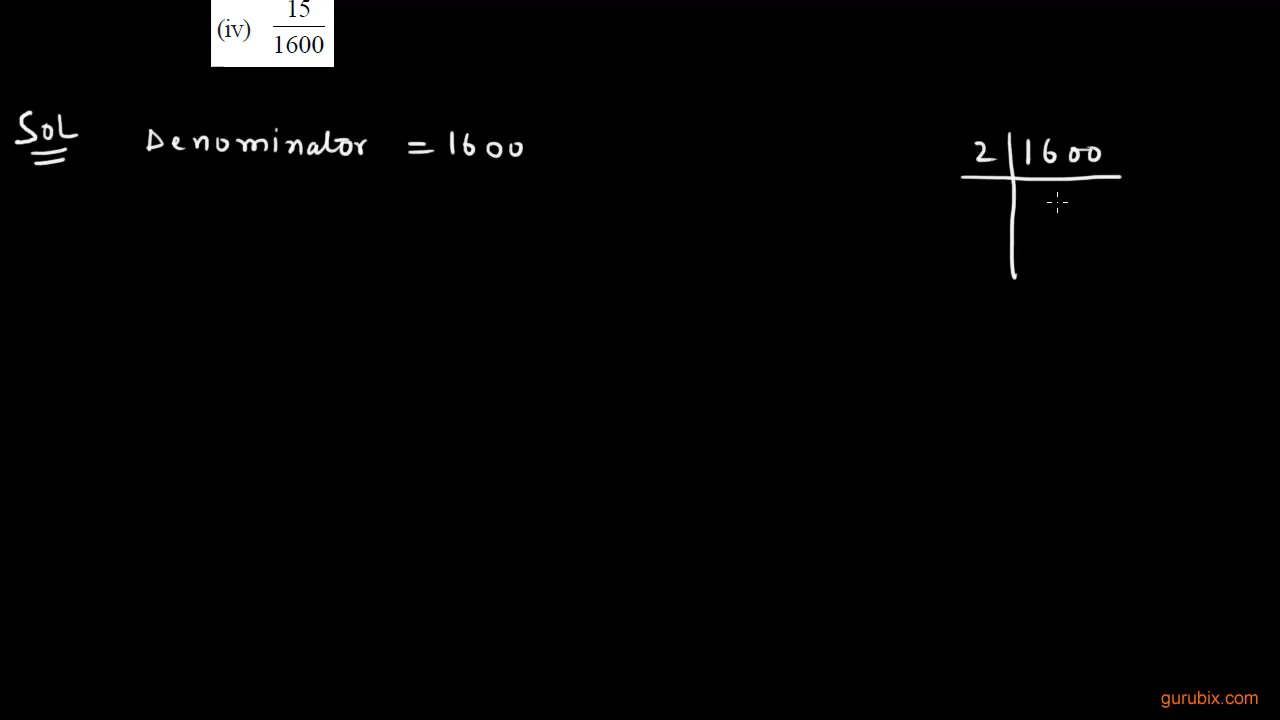 (iv) 15/1600
SOL Denominator = 1600
2 | 1600
gurubix.com